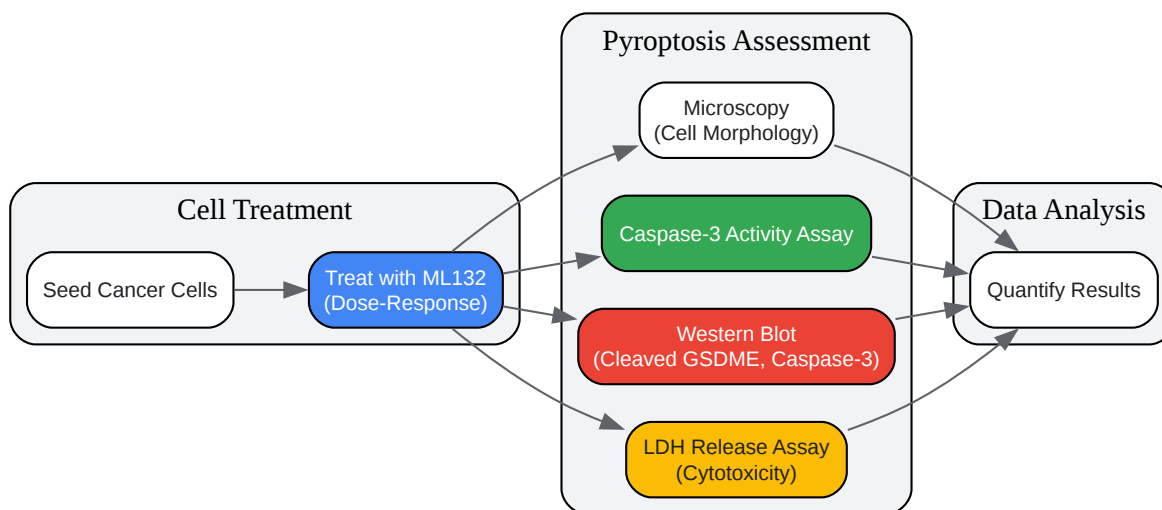 Cell Treatment
Seed Cancer Cells
Treat with ML132
(Dose-Response)
Pyroptosis Assessment
Microscopy
(Cell Morphology)
Caspase-3 Activity Assay
Western Blot
(Cleaved GSDME, Caspase-3)
LDH Release Assay
(Cytotoxicity)
Data Analysis
Quantify Results